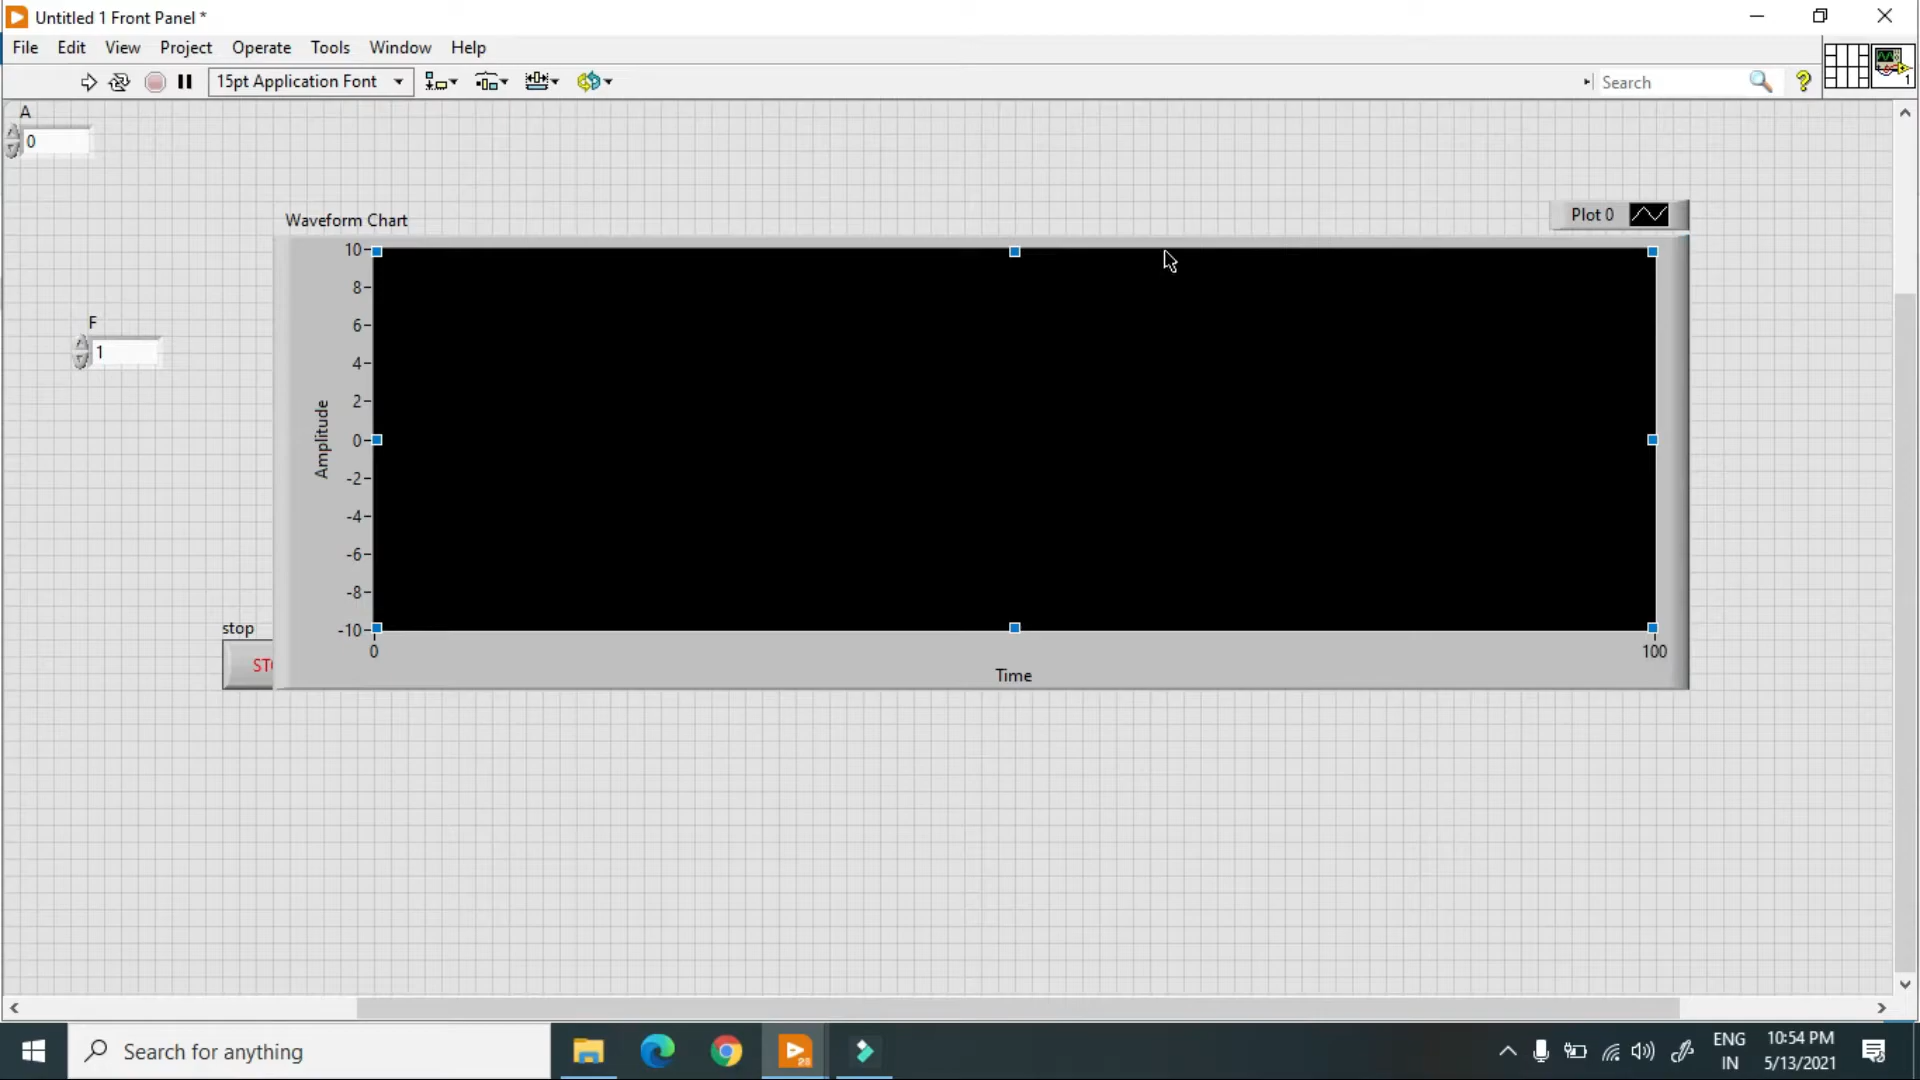 Untitled 1 Front Panel *
File Edit View Project Operate Tools Window Help
15pt Application Font
Search
A
0
Waveform Chart
Plot 0
10
8
6
4
2
0
-2
-4
-6
-8
-10
Amplitude
0
100
Time
F
1
stop
STO
Search for anything
ENG
IN
10:54 PM
5/13/2021